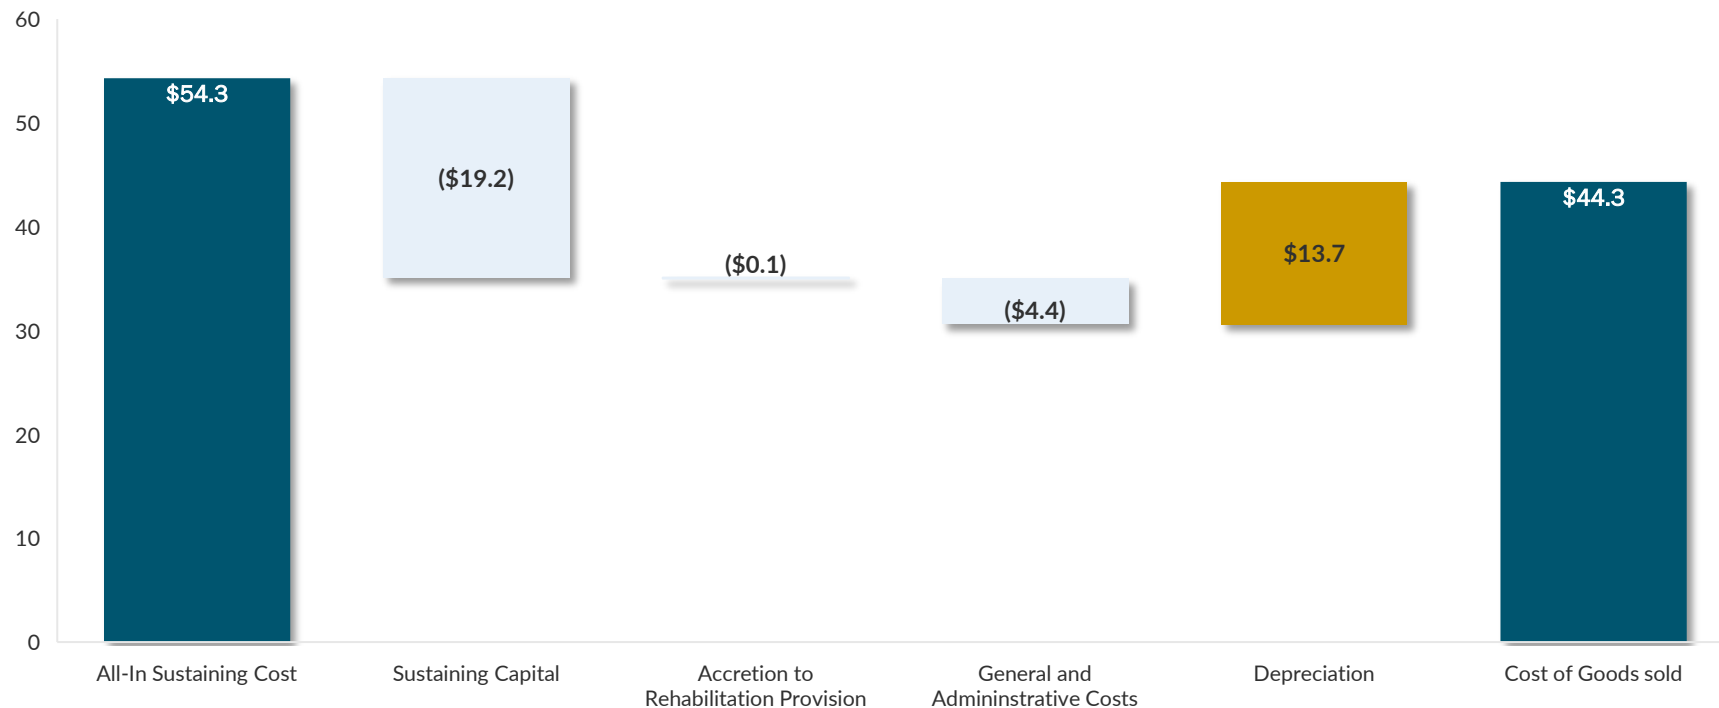 60
50
40
30
20
10
0
$54.3
($19.2)
($0.1)
($4.4)
$13.7
$44.3
All-In Sustaining Cost
Sustaining Capital
Accretion to
Rehabilitation Provision
General and
Admininstrative Costs
Depreciation
Cost of Goods sold